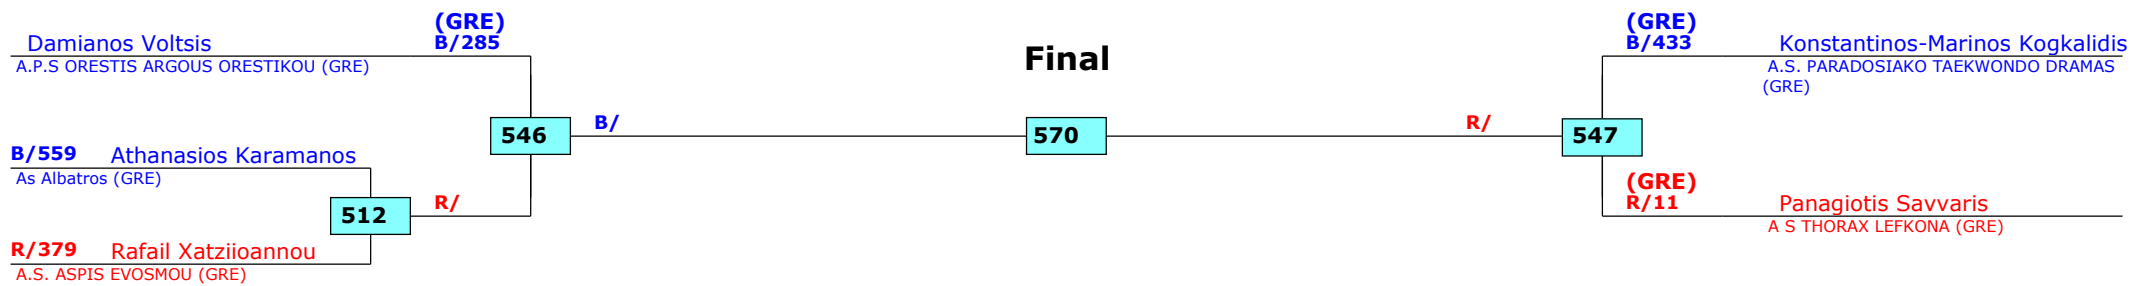 (GRE)
B/285
Damianos Voltsis
A.P.S ORESTIS ARGOUS ORESTIKOU (GRE)
546
B/
B/559 Athanasios Karamanos
As Albatros (GRE)
512
R/
R/379 Rafail Xatziioannou
A.S. ASPIS EVOSMOU (GRE)
Final
570
(GRE)
B/433 Konstantinos-Marinos Kogkalidis
A.S. PARADOSIAKO TAEKWONDO DRAMAS
(GRE)
R/
547
(GRE)
R/11 Panagiotis Savvaris
A S THORAX LEFKONA (GRE)